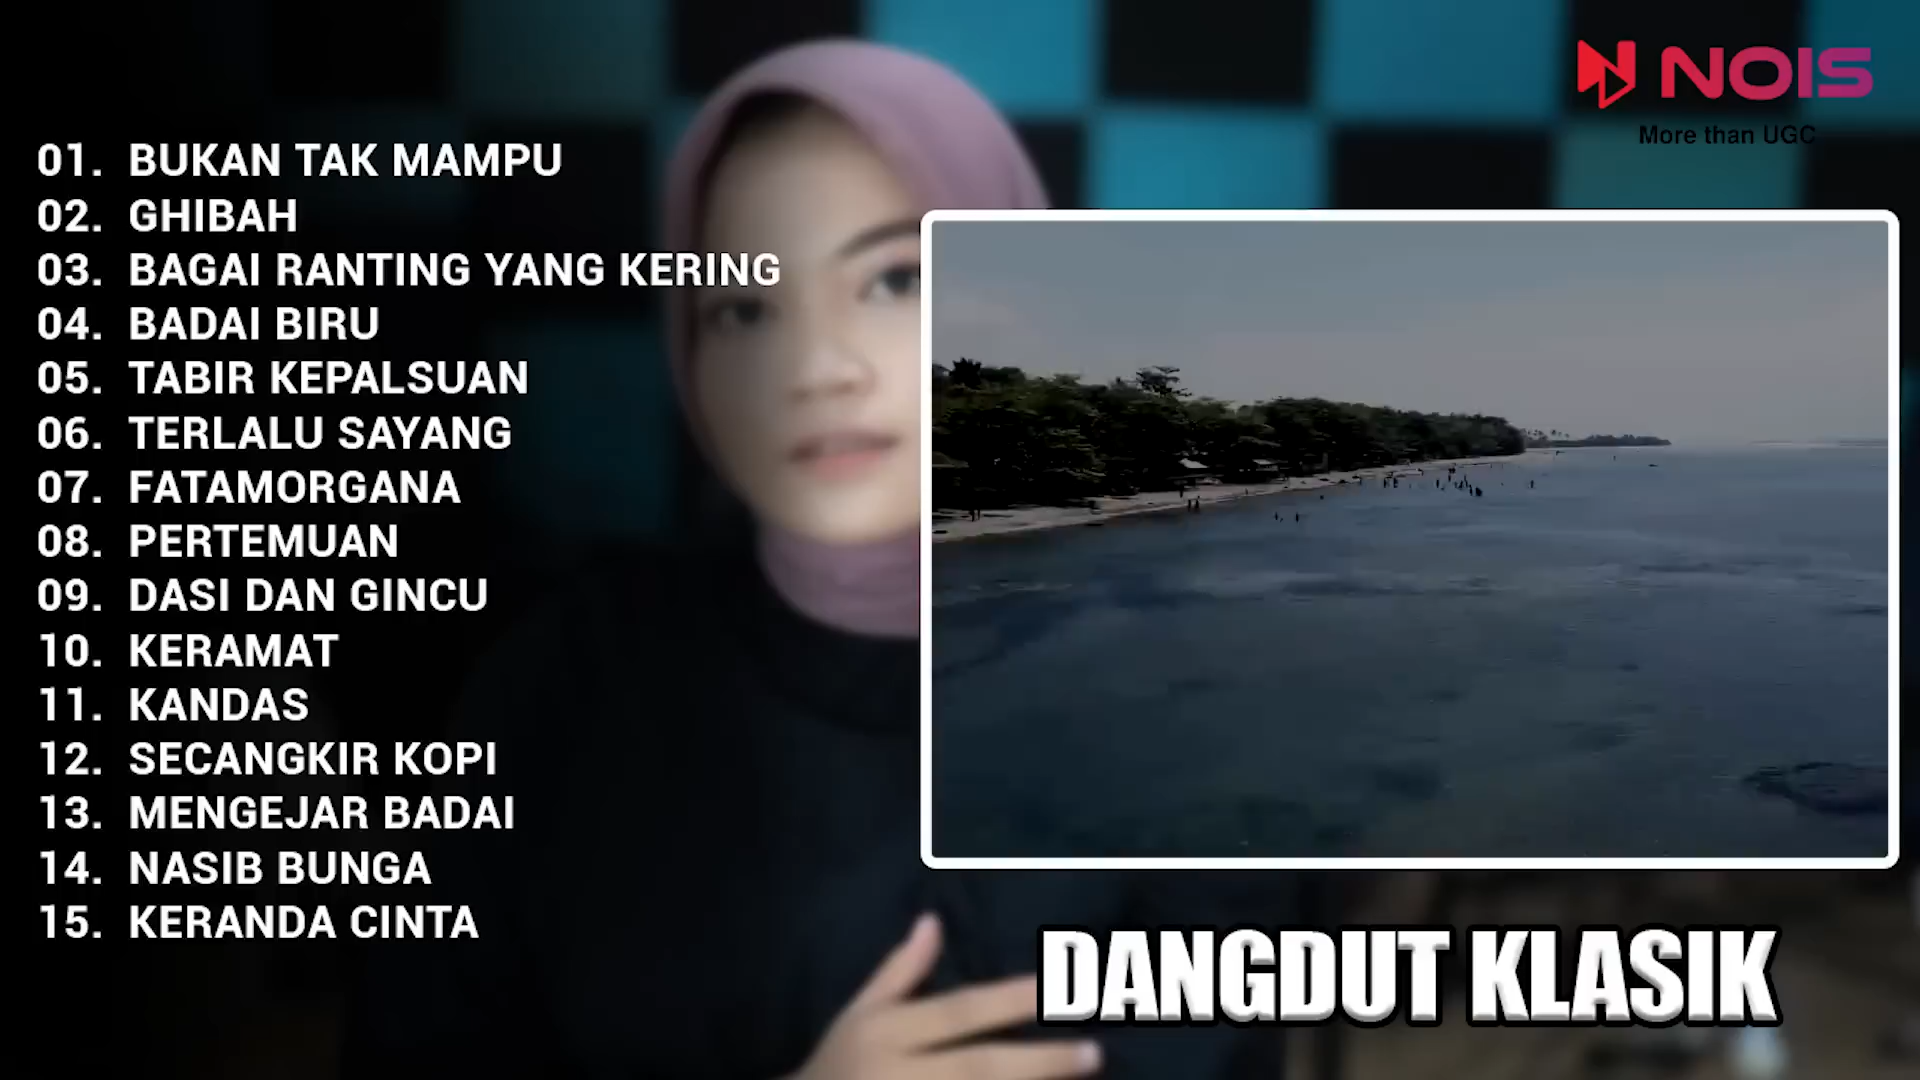 NOIS
More than UGC
01. BUKAN TAK MAMPU
02. GHIBAH
03. BAGAI RANTING YANG KERING
04. BADAI BIRU
05. TABIR KEPALSUAN
06. TERLALU SAYANG
07. FATAMORGANA
08. PERTEMUAN
09. DASI DAN GINCU
10. KERAMAT
11. KANDAS
12. SECANGKIR KOPI
13. MENGEJAR BADAI
14. NASIB BUNGA
15. KERANDA CINTA
DANGDUT KLASIK